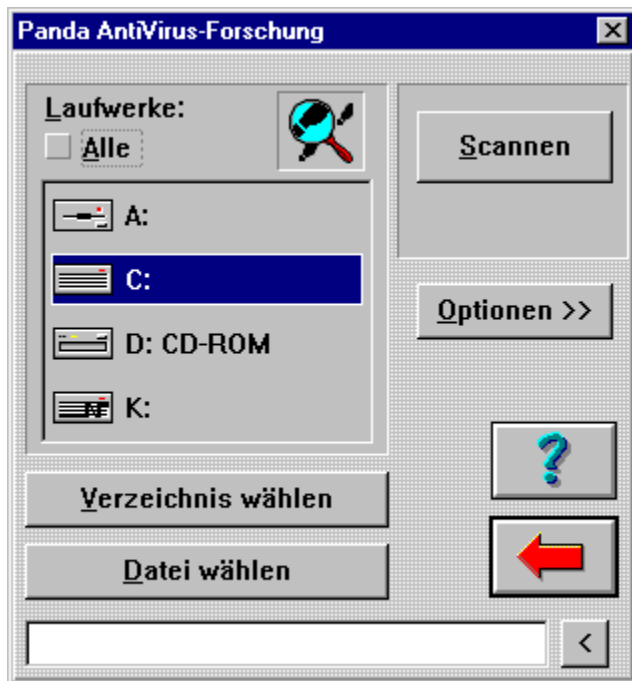 Panda AntiVirus-Forschung
Laufwerke:
Alle
A:
C:
D: CD-ROM
K:
Scannen
Optionen >>
Verzeichnis wählen
Datei wählen
?
<